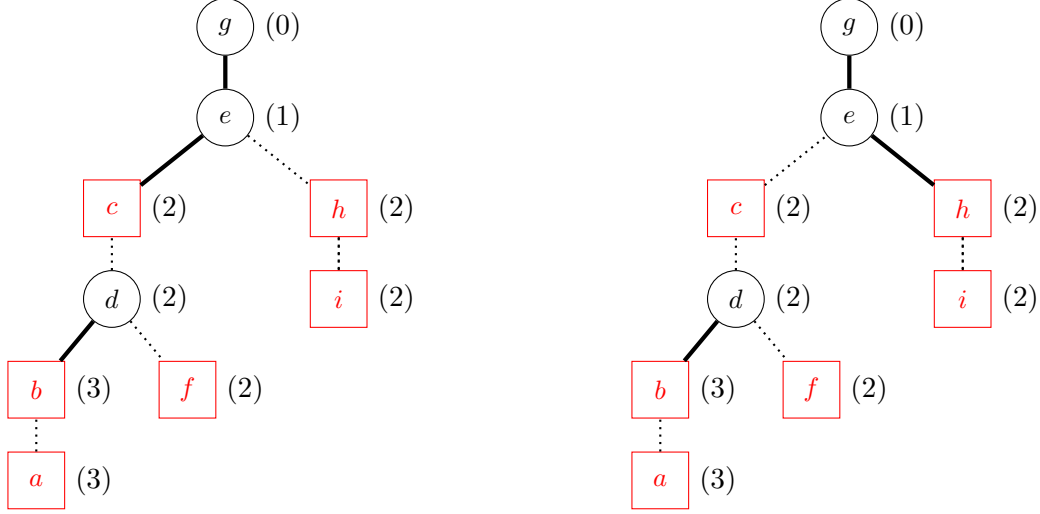 g (0) g (0)
e (1) e (1)
c (2) h (2) c (2) h (2)
d (2) i (2) d (2) i (2)
b (3) f (2) b (3) f (2)
a (3) a (3)